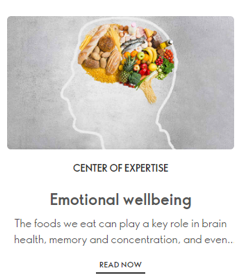 CENTER OF EXPERTISE
Emotional wellbeing
The foods we eat can play a key role in brain
health, memory and concentration, and even..
READ NOW